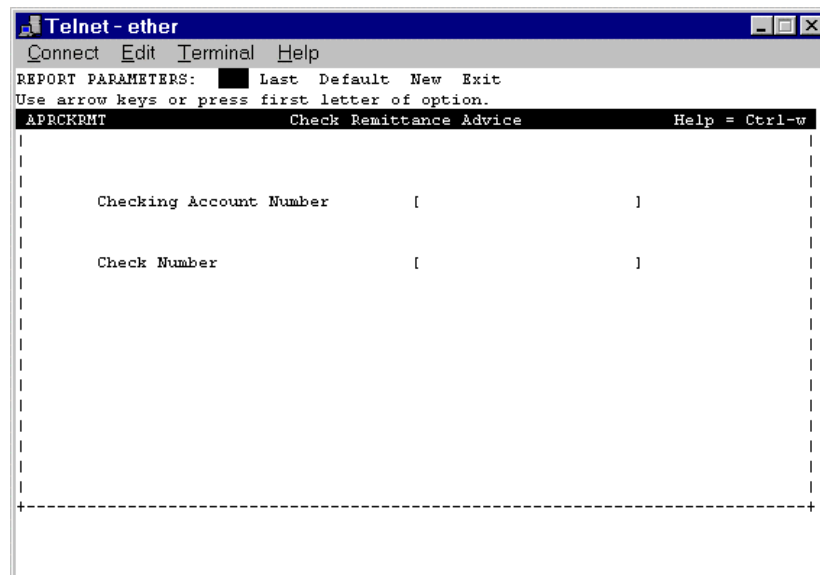 Telnet - ether
Connect Edit Terminal Help
REPORT PARAMETERS: Last Default New Exit
Use arrow keys or press first letter of option.
APRCKRMT Check Remittance Advice Help = Ctrl-w
Checking Account Number [ ]
Check Number [ ]